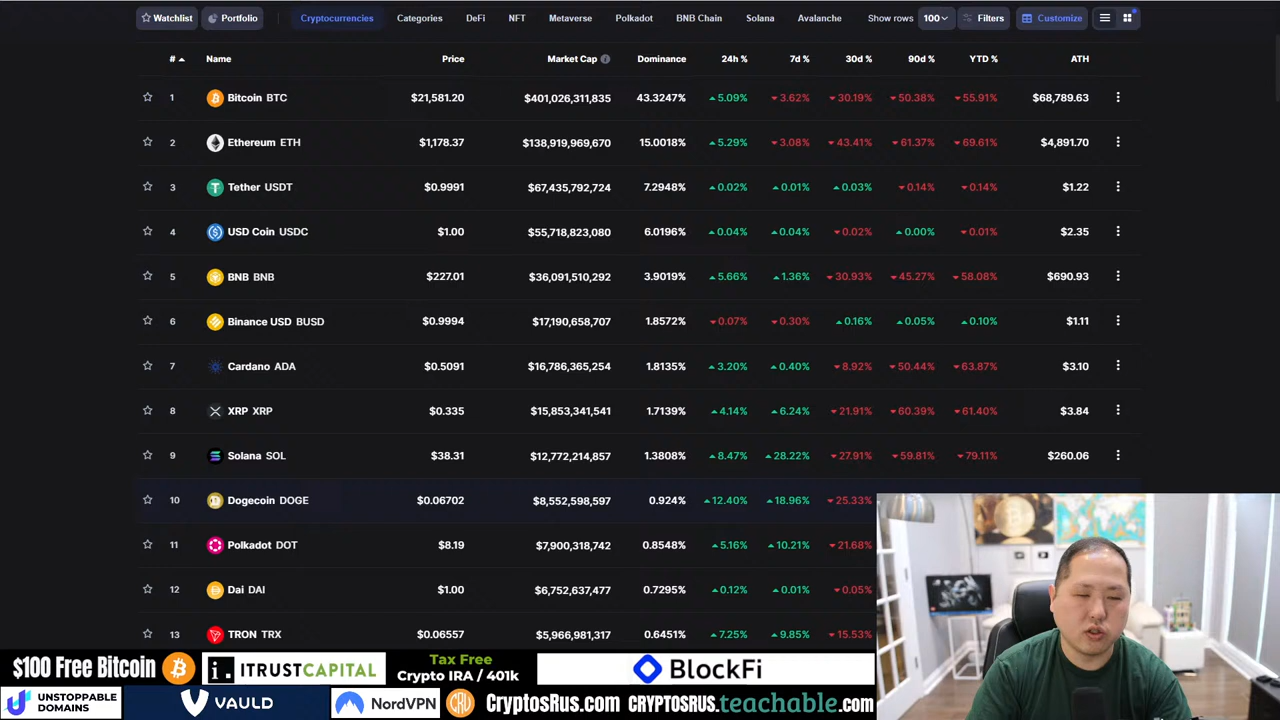 Watchlist Portfolio Cryptocurrencies Categories DeFi NFT Metaverse Polkadot BNB Chain Solana Avalanche Show rows 100 Filters Customize
# Name Price Market Cap Dominance 24h % 7d % 30d % 90d % YTD % ATH
1 Bitcoin BTC $21,581.20 $401,026,311,835 43.3247% 5.09% 3.62% 30.19% 50.38% 55.91% $68,789.63
2 Ethereum ETH $1,178.37 $138,919,969,670 15.0018% 5.29% 3.08% 43.41% 61.37% 69.61% $4,891.70
3 Tether USDT $0.9991 $67,435,792,724 7.2948% 0.02% 0.01% 0.03% 0.14% 0.14% $1.22
4 USD Coin USDC $1.00 $55,718,823,080 6.0196% 0.04% 0.04% 0.02% 0.00% 0.01% $2.35
5 BNB BNB $227.01 $36,091,510,292 3.9019% 5.66% 1.36% 30.93% 45.27% 58.08% $690.93
6 Binance USD BUSD $0.9994 $17,190,658,707 1.8572% 0.07% 0.30% 0.16% 0.05% 0.10% $1.11
7 Cardano ADA $0.5091 $16,786,365,254 1.8135% 3.20% 0.40% 8.92% 50.44% 63.87% $3.10
8 XRP XRP $0.335 $15,853,341,541 1.7139% 4.14% 6.24% 21.91% 60.39% 61.40% $3.84
9 Solana SOL $38.31 $12,772,214,857 1.3808% 8.47% 28.22% 27.91% 59.81% 79.11% $260.06
10 Dogecoin DOGE $0.06702 $8,552,598,597 0.924% 12.40% 18.96% 25.33%
11 Polkadot DOT $8.19 $7,900,318,742 0.8548% 5.16% 10.21% 21.68%
12 Dai DAI $1.00 $6,752,637,477 0.7295% 0.12% 0.01% 0.05%
13 TRON TRX $0.06557 $5,966,981,317 0.6451% 7.25% 9.85% 15.53%
$100 Free Bitcoin ITRUSTCAPITAL Tax Free
Crypto IRA / 401k
BlockFi
UNSTOPPABLE
DOMAINS
VAULD NordVPN CRU CryptosRus.com CRYPTOSRUS.teachable.com